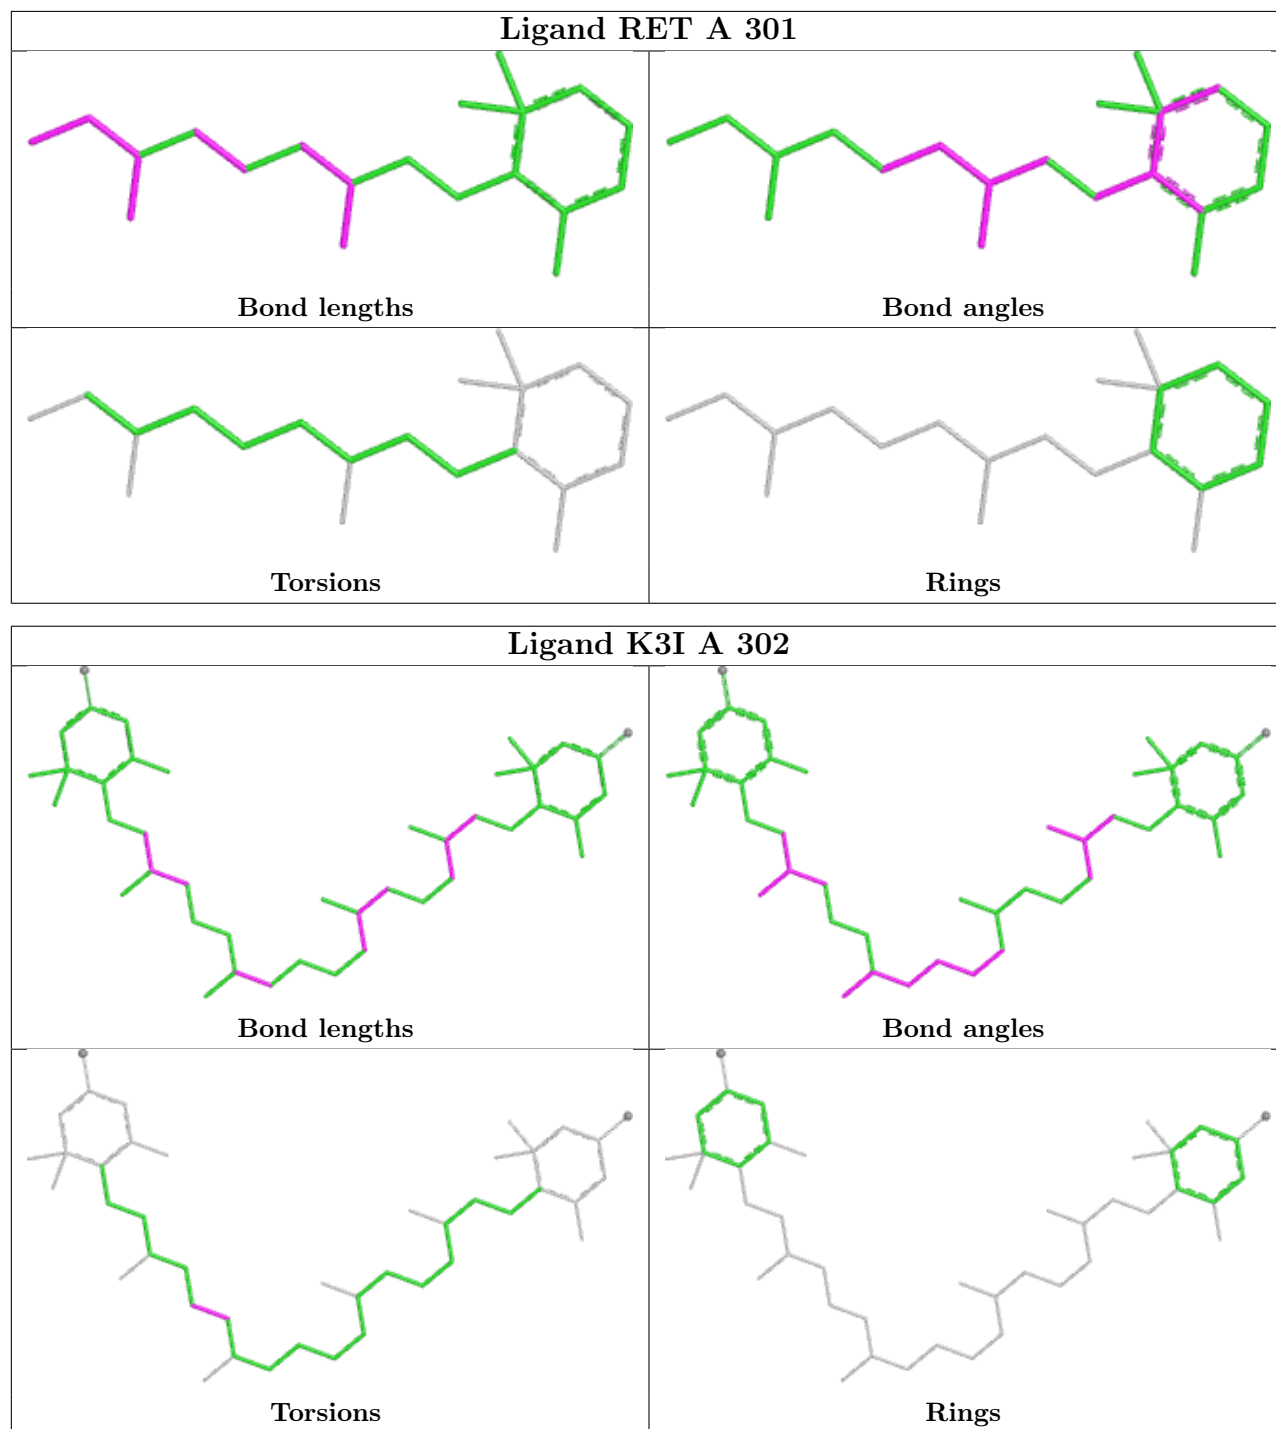 Ligand RET A 301
Bond lengths
Bond angles
Torsions
Rings
Ligand K3I A 302
Bond lengths
Bond angles
Torsions
Rings